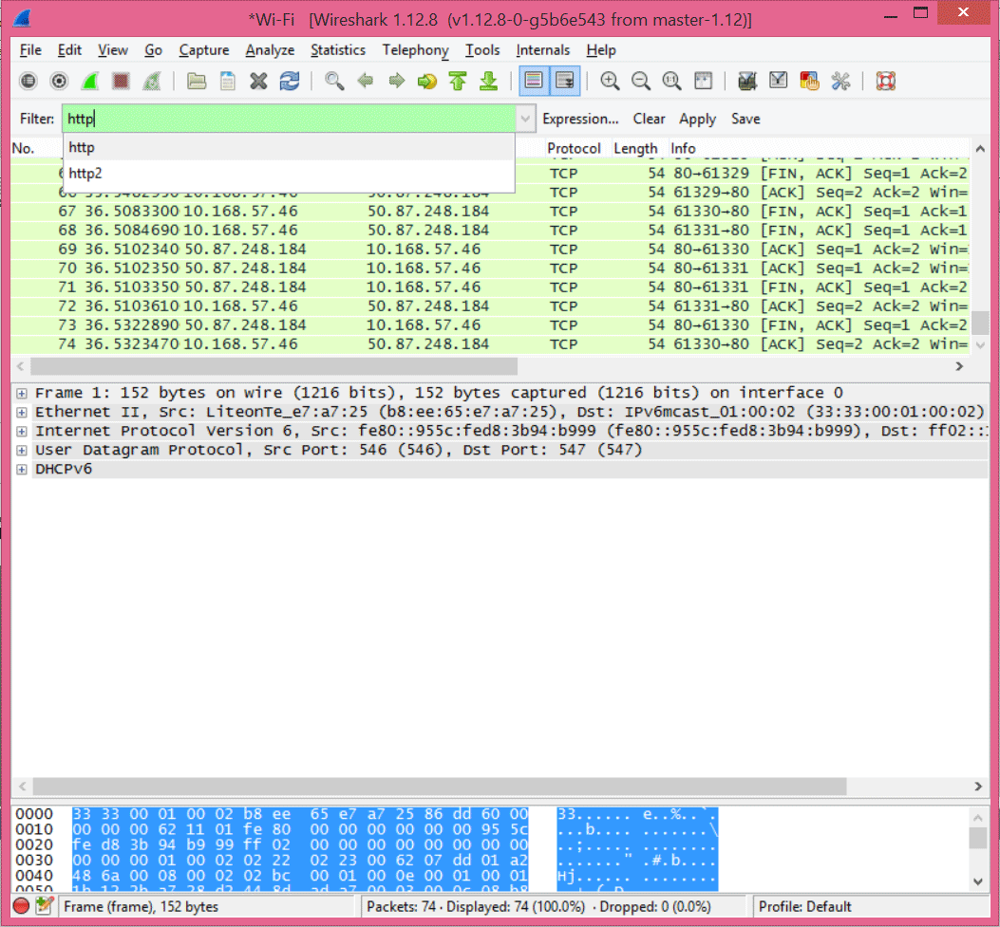 *Wi-Fi [Wireshark 1.12.8 (v1.12.8-0-g5b6e543 from master-1.12)]
File Edit View Go Capture Analyze Statistics Telephony Tools Internals Help
Filter: http Expression... Clear Apply Save
No. Protocol Length Info
http
http2
TCP 54 80→61329 [FIN, ACK] Seq=1 Ack=2
TCP 54 61329→80 [ACK] Seq=2 Ack=2 Win=
67 36.5083300 10.168.57.46 50.87.248.184 TCP 54 61330→80 [FIN, ACK] Seq=1 Ack=1
68 36.5084690 10.168.57.46 50.87.248.184 TCP 54 61331→80 [FIN, ACK] Seq=1 Ack=1
69 36.5102340 50.87.248.184 10.168.57.46 TCP 54 80→61330 [ACK] Seq=1 Ack=2 Win=
70 36.5102350 50.87.248.184 10.168.57.46 TCP 54 80→61331 [ACK] Seq=1 Ack=2 Win=
71 36.5103350 50.87.248.184 10.168.57.46 TCP 54 80→61331 [FIN, ACK] Seq=1 Ack=2
72 36.5103610 10.168.57.46 50.87.248.184 TCP 54 61331→80 [ACK] Seq=2 Ack=2 Win=
73 36.5322890 50.87.248.184 10.168.57.46 TCP 54 80→61330 [FIN, ACK] Seq=1 Ack=2
74 36.5323470 10.168.57.46 50.87.248.184 TCP 54 61330→80 [ACK] Seq=2 Ack=2 Win=
Frame 1: 152 bytes on wire (1216 bits), 152 bytes captured (1216 bits) on interface 0
Ethernet II, Src: LiteonTe_e7:a7:25 (b8:ee:65:e7:a7:25), Dst: IPv6mcast_01:00:02 (33:33:00:01:00:02)
Internet Protocol Version 6, Src: fe80::955c:fed8:3b94:b999 (fe80::955c:fed8:3b94:b999), Dst: ff02::
User Datagram Protocol, Src Port: 546 (546), Dst Port: 547 (547)
DHCPv6
0000 33 33 00 01 00 02 b8 ee 65 e7 a7 25 86 dd 60 00 33...... e..%..`.
0010 00 00 00 62 11 01 fe 80 00 00 00 00 00 00 95 5c ...b.... .......\
0020 fe d8 3b 94 b9 99 ff 02 00 00 00 00 00 00 00 00 ..;..... ........
0030 00 00 00 01 00 02 02 22 02 23 00 62 07 dd 01 a2 ......." .#.b....
0040 48 6a 00 08 00 02 02 bc 00 01 00 0e 00 01 00 01 Hj...... ........
Frame (frame), 152 bytes Packets: 74 · Displayed: 74 (100.0%) · Dropped: 0 (0.0%) Profile: Default